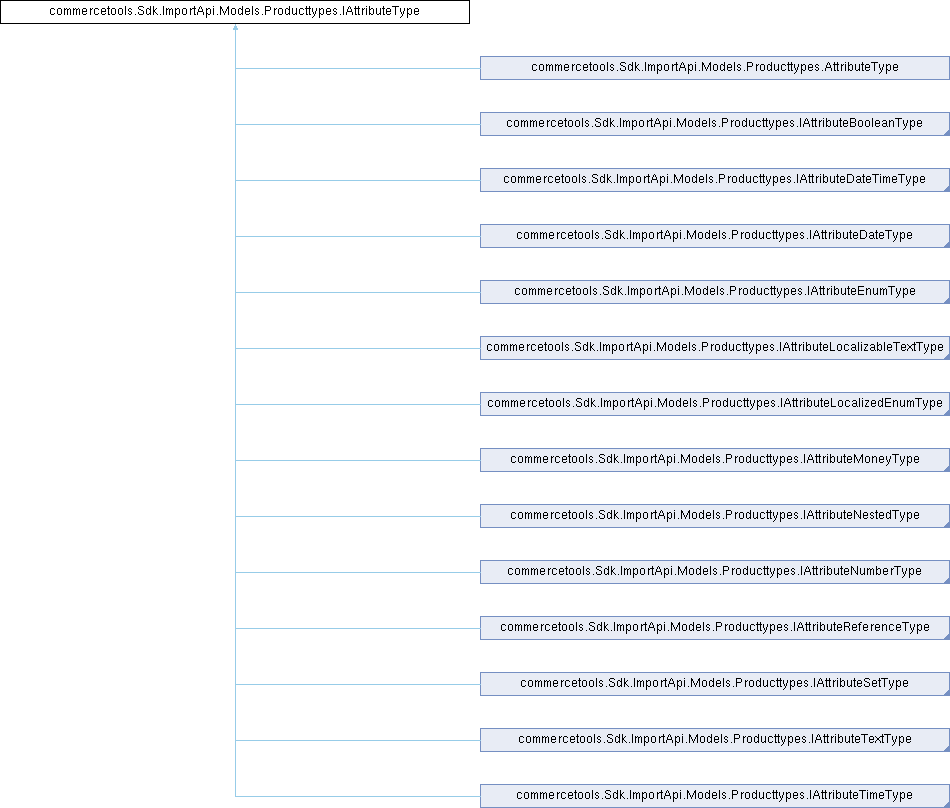 commercetools.Sdk.ImportApi.Models.Producttypes.IAttributeType
commercetools.Sdk.ImportApi.Models.Producttypes.AttributeType
commercetools.Sdk.ImportApi.Models.Producttypes.IAttributeBooleanType
commercetools.Sdk.ImportApi.Models.Producttypes.IAttributeDateTimeType
commercetools.Sdk.ImportApi.Models.Producttypes.IAttributeDateType
commercetools.Sdk.ImportApi.Models.Producttypes.IAttributeEnumType
commercetools.Sdk.ImportApi.Models.Producttypes.IAttributeLocalizableTextType
commercetools.Sdk.ImportApi.Models.Producttypes.IAttributeLocalizedEnumType
commercetools.Sdk.ImportApi.Models.Producttypes.IAttributeMoneyType
commercetools.Sdk.ImportApi.Models.Producttypes.IAttributeNestedType
commercetools.Sdk.ImportApi.Models.Producttypes.IAttributeNumberType
commercetools.Sdk.ImportApi.Models.Producttypes.IAttributeReferenceType
commercetools.Sdk.ImportApi.Models.Producttypes.IAttributeSetType
commercetools.Sdk.ImportApi.Models.Producttypes.IAttributeTextType
commercetools.Sdk.ImportApi.Models.Producttypes.IAttributeTimeType